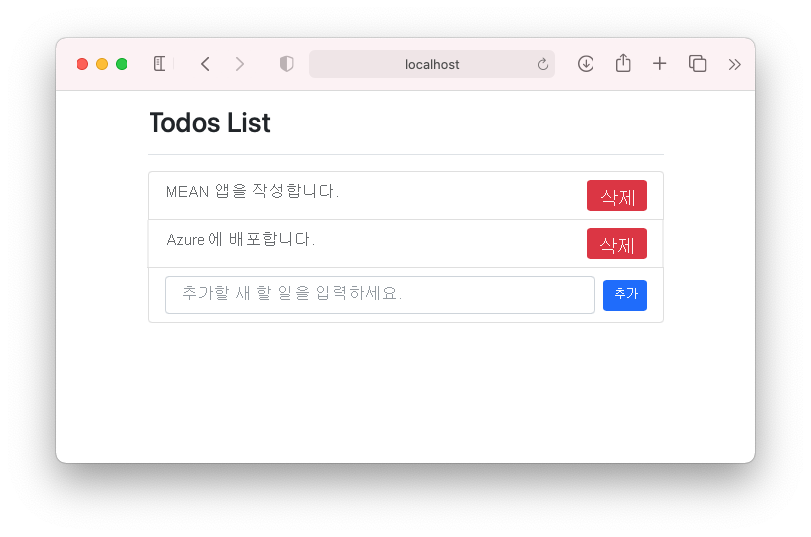 localhost
Todos List
MEAN 앱을 작성합니다.
삭제
Azure에 배포합니다.
삭제
추가할 새 할 일을 입력하세요.
추가